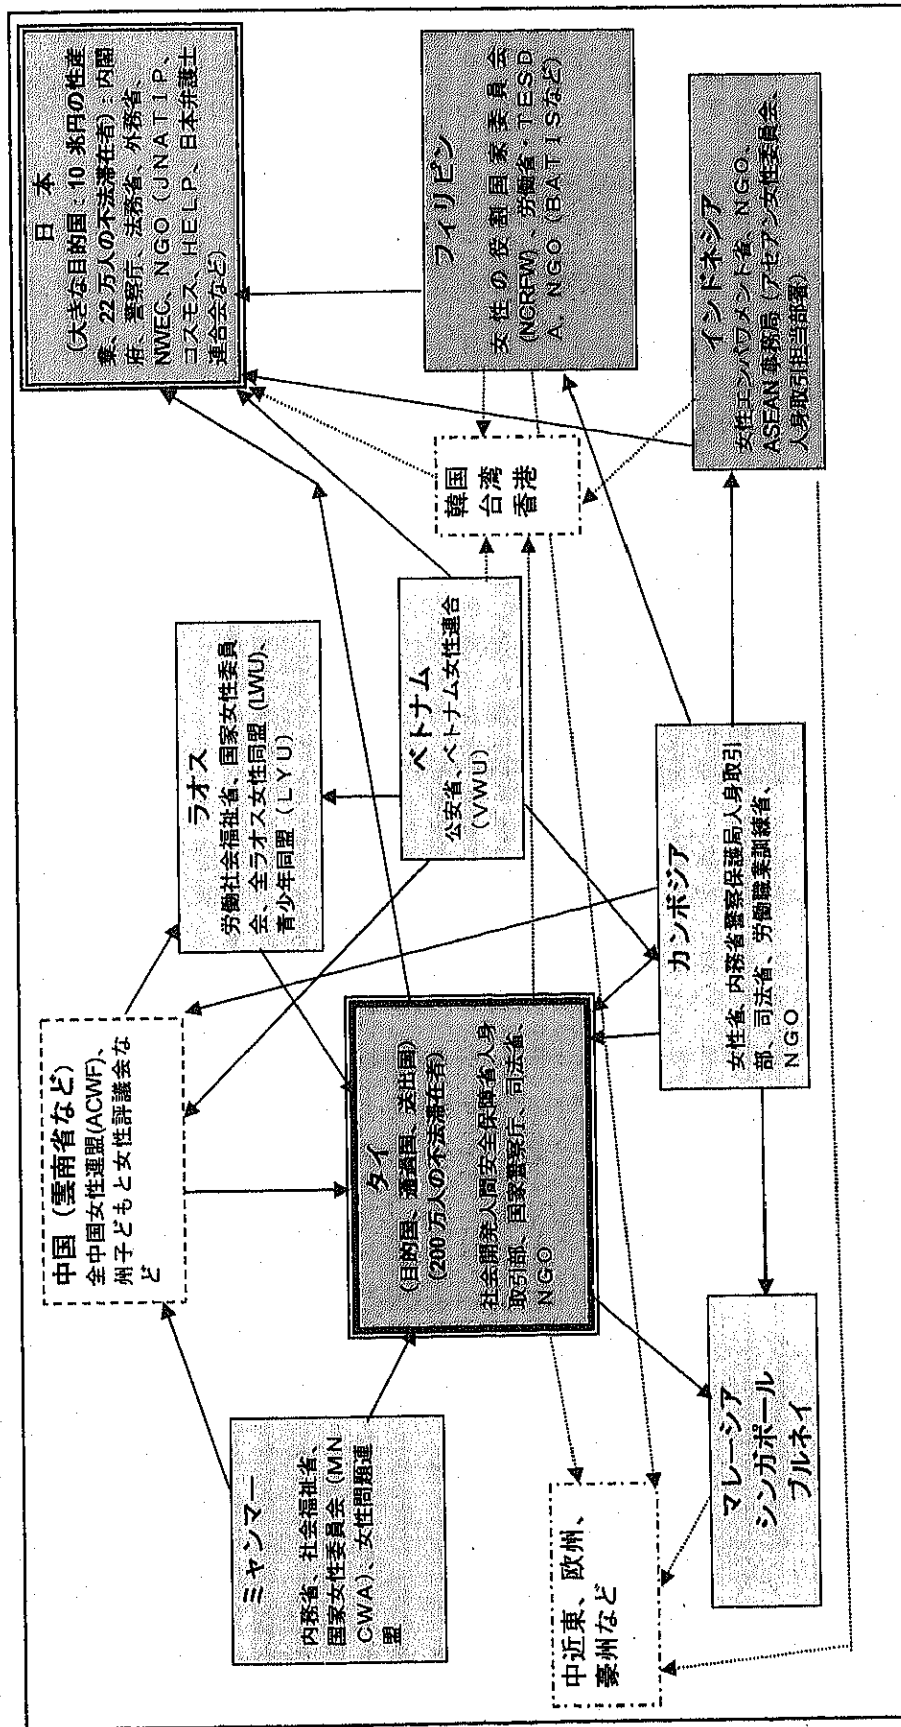 日本
(大きな目的国：10兆円の性産
業、22万人の不法滞在者)：内閣
府、警察庁、法務省、外務省、
NWEC、NGO（JNATIP、
コスモス、HELP、日本弁護士
連合会など）
中国（雲南省など）
全中国女性連盟(ACWF)、
州子どもと女性評議会な
ど
ラオス
労働社会福祉省、国家女性委員
会、全ラオス女性同盟(LWU)、
青少年同盟（LYU）
ミャンマー
内務省、社会福祉省、
国家女性委員会（MN
CWA）、女性問題連
盟
タイ
(目的国、通過国、送出国)
(200万人の不法滞在者)
社会開発人間安全保障省人身
取引部、国家警察庁、司法省、
NGO
ベトナム
公安省、ベトナム女性連合
（VWU）
韓国
台湾
香港
フィリピン
女性の役割国家委員会
(NCRFW)、労働省・TESD
A、NGO（BATISなど）
中近東、欧州、
豪州など
マレーシア
シンガポール
ブルネイ
カンボジア
女性省、内務省警察保護局人身取引
部、司法省、労働職業訓練省、
NGO
インドネシア
女性エンパワメント省、NGO、
ASEAN事務局（アセアン女性委員会、
人身取引担当部署）